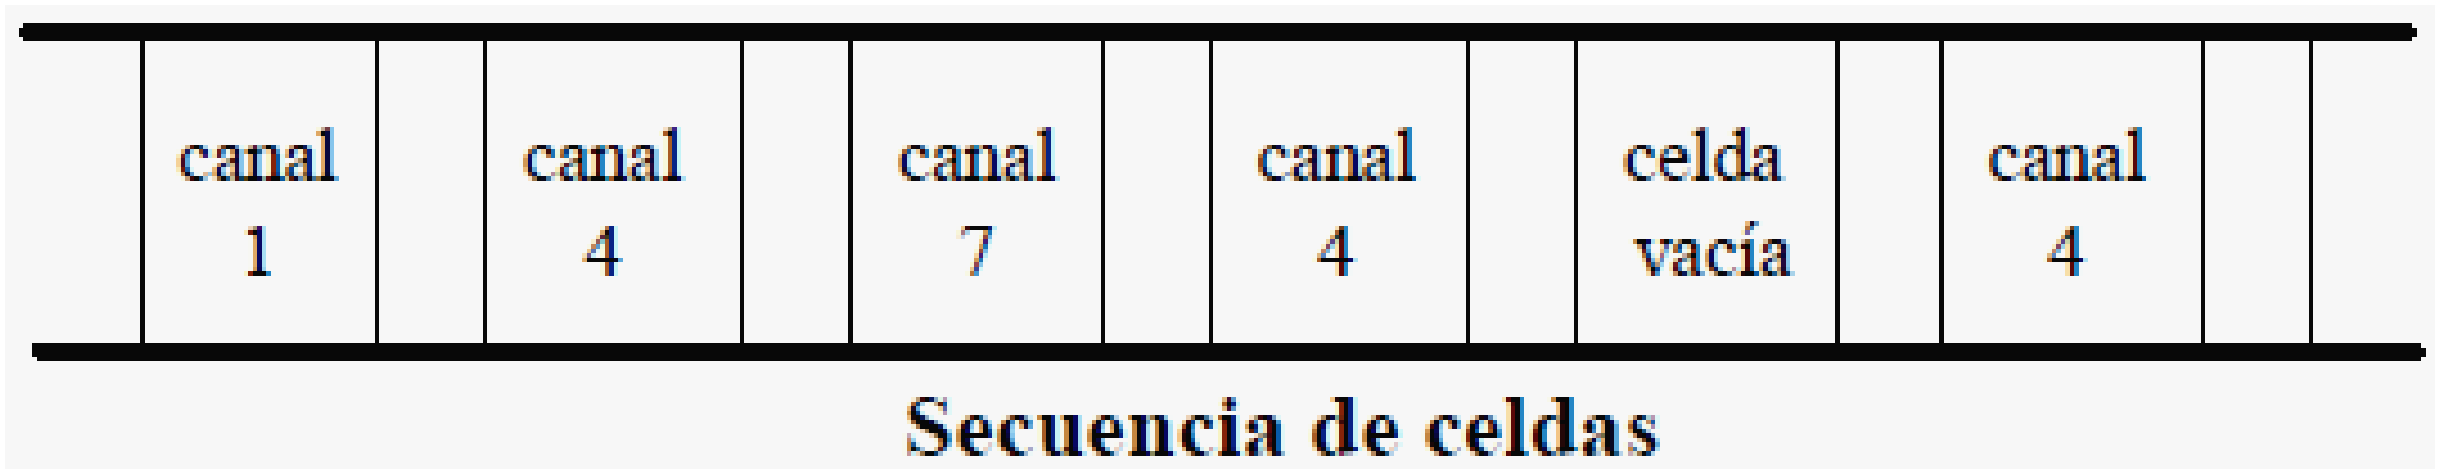 canal canal canal canal celda canal
1 4 7 4 vacía 4
Secuencia de celdas